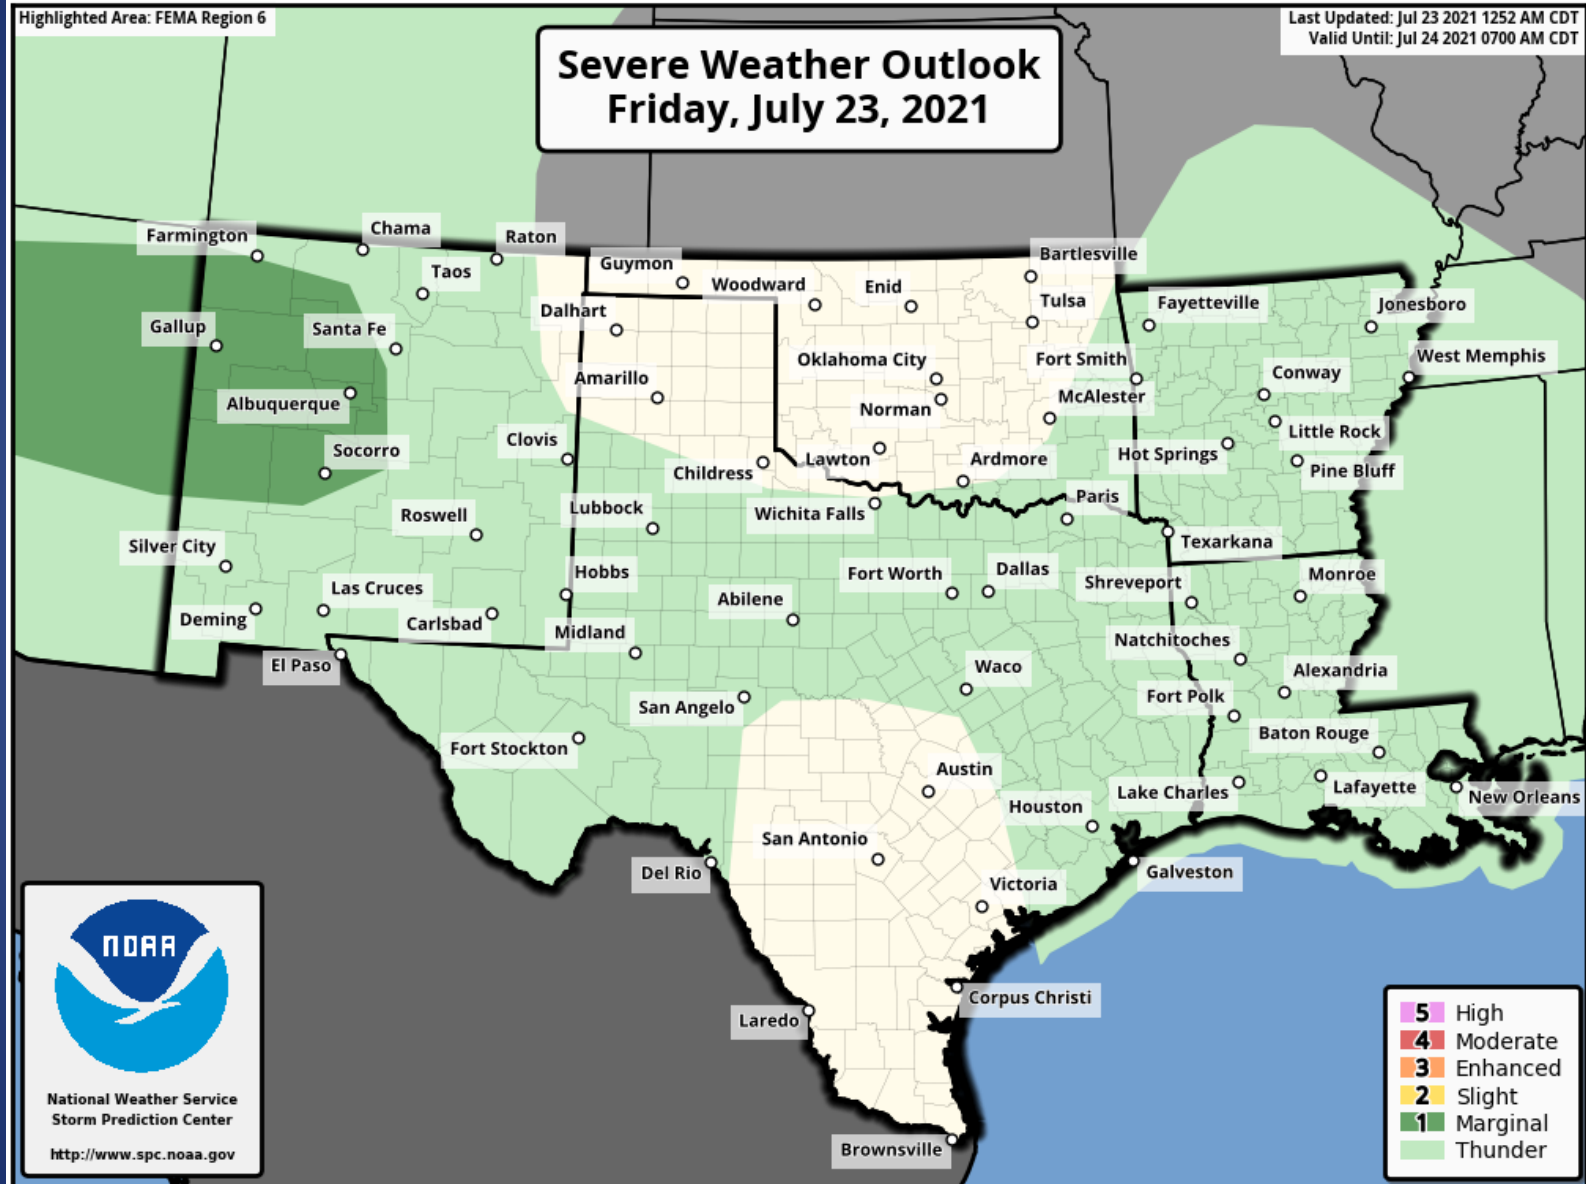 Highlighted Area: FEMA Region 6
Last Updated: Jul 23 2021 1252 AM CDT
Valid Until: Jul 24 2021 0700 AM CDT
Severe Weather Outlook
Friday, July 23, 2021
Farmington
Chama
Raton
Taos
Guymon
Woodward
Enid
Bartlesville
Tulsa
Fayetteville
Jonesboro
Gallup
Santa Fe
Dalhart
Oklahoma City
Fort Smith
Conway
West Memphis
Albuquerque
Amarillo
Norman
McAlester
Little Rock
Socorro
Clovis
Childress
Lawton
Ardmore
Hot Springs
Pine Bluff
Roswell
Lubbock
Wichita Falls
Paris
Texarkana
Silver City
Las Cruces
Hobbs
Fort Worth
Dallas
Shreveport
Monroe
Deming
Carlsbad
Midland
Abilene
Natchitoches
El Paso
San Angelo
Waco
Fort Polk
Alexandria
Fort Stockton
Austin
Baton Rouge
Houston
Lake Charles
Lafayette
New Orleans
San Antonio
Del Rio
Victoria
Galveston
Laredo
Corpus Christi
Brownsville
NOAA
National Weather Service
Storm Prediction Center
http://www.spc.noaa.gov
5 High
4 Moderate
3 Enhanced
2 Slight
1 Marginal
Thunder